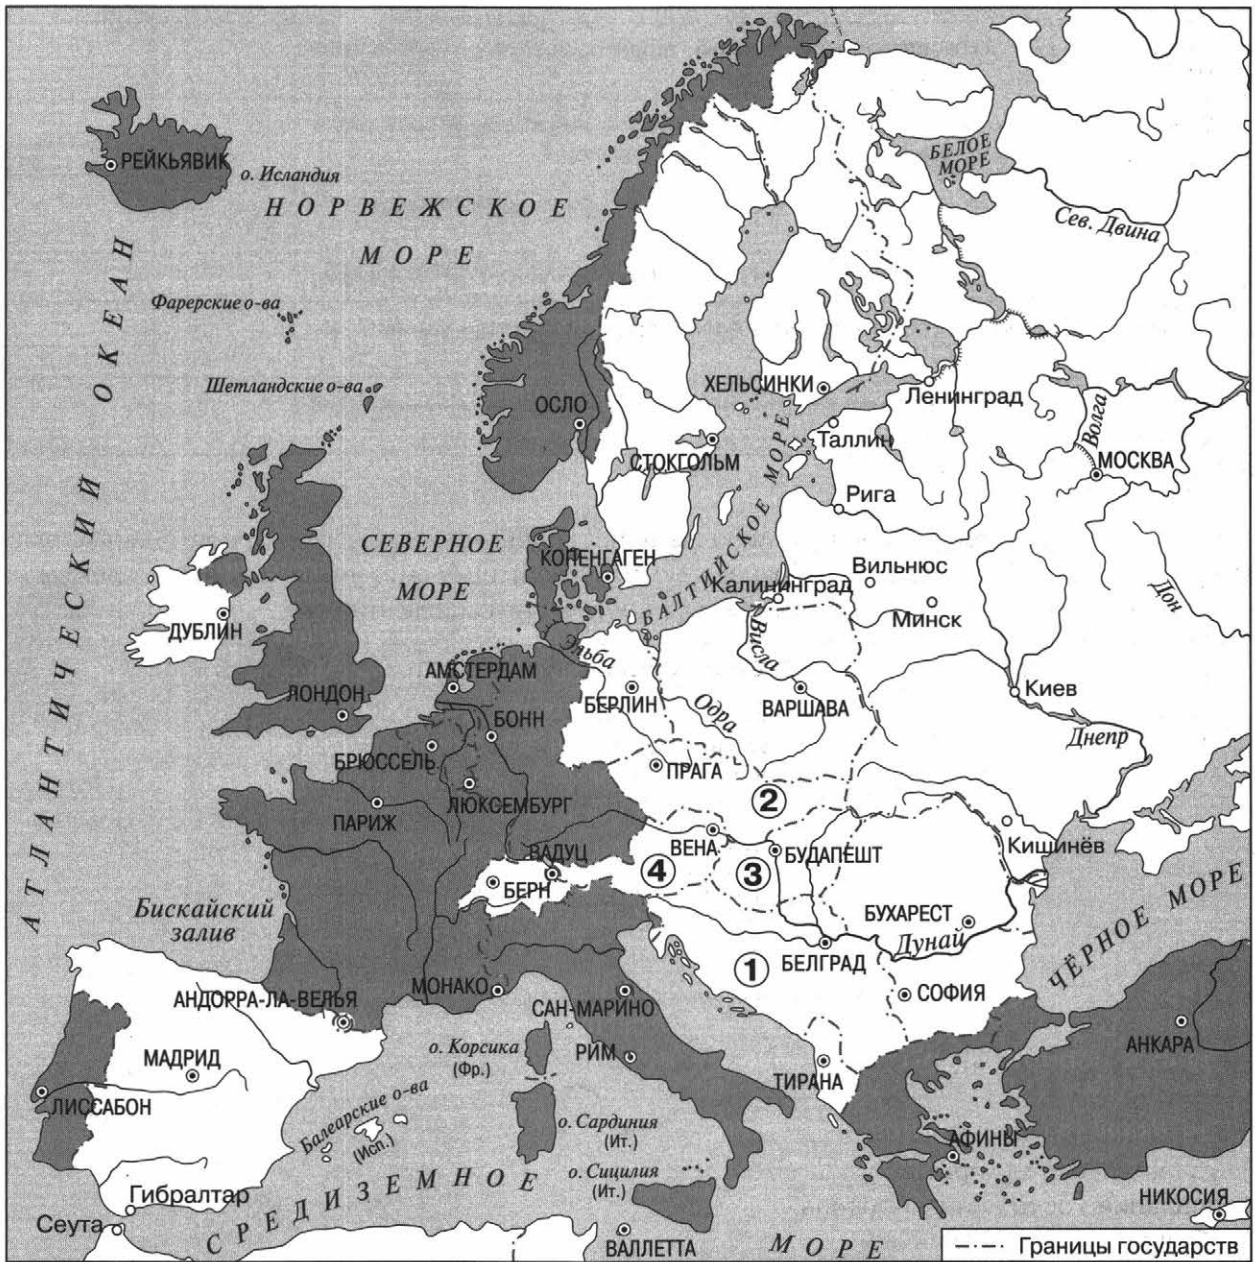 РЕЙКЬЯВИК
о. Исландия
НОРВЕЖСКОЕ
МОРЕ
БЕЛОЕ
МОРЕ
Сев. Двина
АТЛАНТИЧЕСКИЙ ОКЕАН
Фарерские о-ва
Шетландские о-ва
ОСЛО
ХЕЛЬСИНКИ
Ленинград
Таллин
СТОКГОЛЬМ
Волга
МОСКВА
Рига
СЕВЕРНОЕ
МОРЕ
КОПЕНГАГЕН
БАЛТИЙСКОЕ МОРЕ
Вильнюс
Калининград
Минск
Дон
ДУБЛИН
Эльба
Висла
АМСТЕРДАМ
ЛОНДОН
БЕРЛИН
Одра
ВАРШАВА
Киев
БОНН
Днепр
БРЮССЕЛЬ
ПРАГА
ЛЮКСЕМБУРГ
2
ПАРИЖ
ВЕНА
БУДАПЕШТ
Кишинёв
ВАДУЦ
4
3
БЕРН
Бискайский
залив
БУХАРЕСТ
Дунай
ЧЁРНОЕ МОРЕ
БЕЛГРАД
1
МОНАКО
АНДОРРА-ЛА-ВЕЛЬЯ
САН-МАРИНО
СОФИЯ
о. Корсика
(Фр.)
РИМ
АНКАРА
МАДРИД
ТИРАНА
ЛИССАБОН
Балеарские о-ва
(Исп.)
о. Сардиния
(Ит.)
АФИНЫ
о. Сицилия
(Ит.)
СРЕДИЗЕМНОЕ
МОРЕ
Гибралтар
Сеута
НИКОСИЯ
ВАЛЛЕТТА
Границы государств